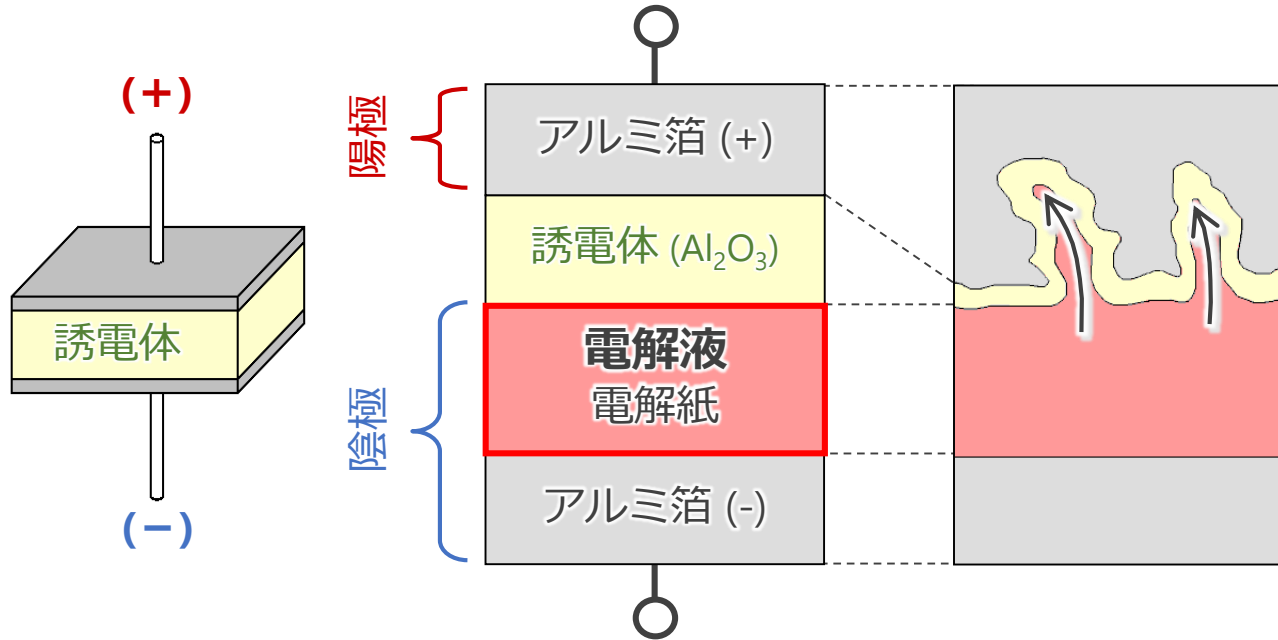 (+)
誘電体
(−)
陽極
アルミ箔 (+)
誘電体 (Al₂O₃)
陰極
電解液
電解紙
アルミ箔 (-)